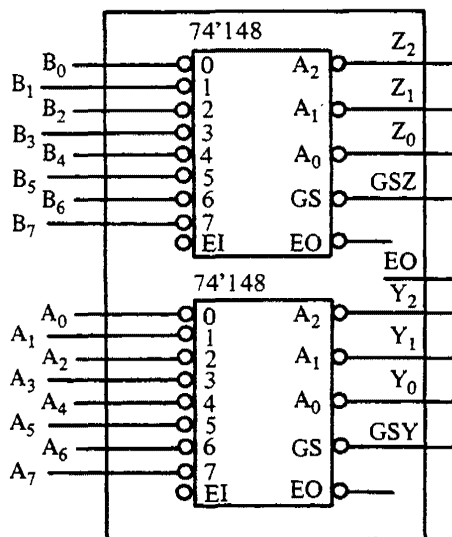 74'148
B₀ 0 A₂ Z₂
B₁ 1
B₂ 2 A₁ Z₁
B₃ 3
B₄ 4 A₀ Z₀
B₅ 5
B₆ 6 GS GSZ
B₇ 7
EI EO
EO
74'148
A₀ 0 A₂ Y₂
A₁ 1
A₂ 2 A₁ Y₁
A₃ 3
A₄ 4 A₀ Y₀
A₅ 5
A₆ 6 GS GSY
A₇ 7
EI EO